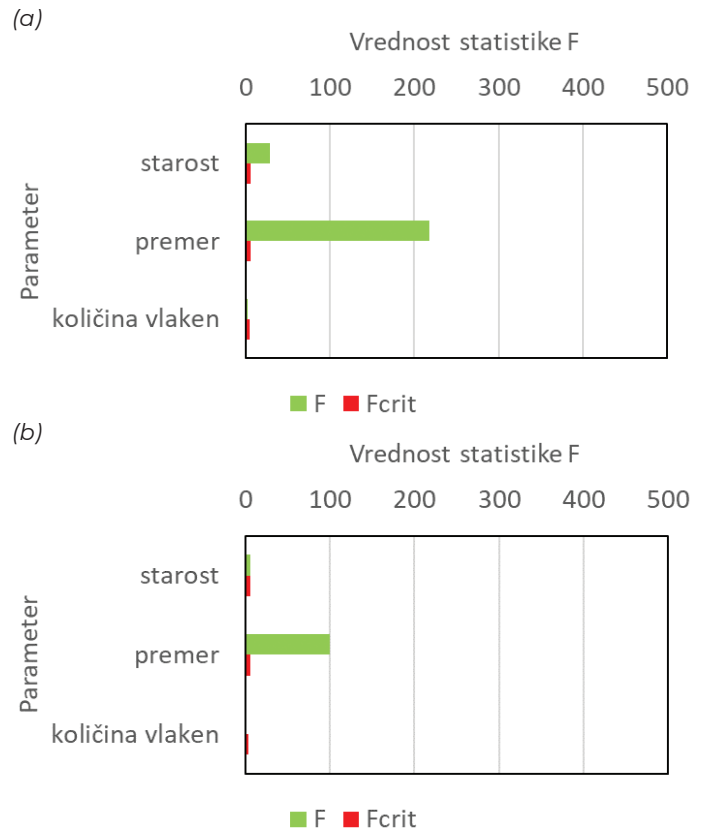 (a)
Vrednost statistike F
0 100 200 300 400 500
Parameter
starost
premer
količina vlaken
F Fcrit
(b)
Vrednost statistike F
0 100 200 300 400 500
Parameter
starost
premer
količina vlaken
F Fcrit